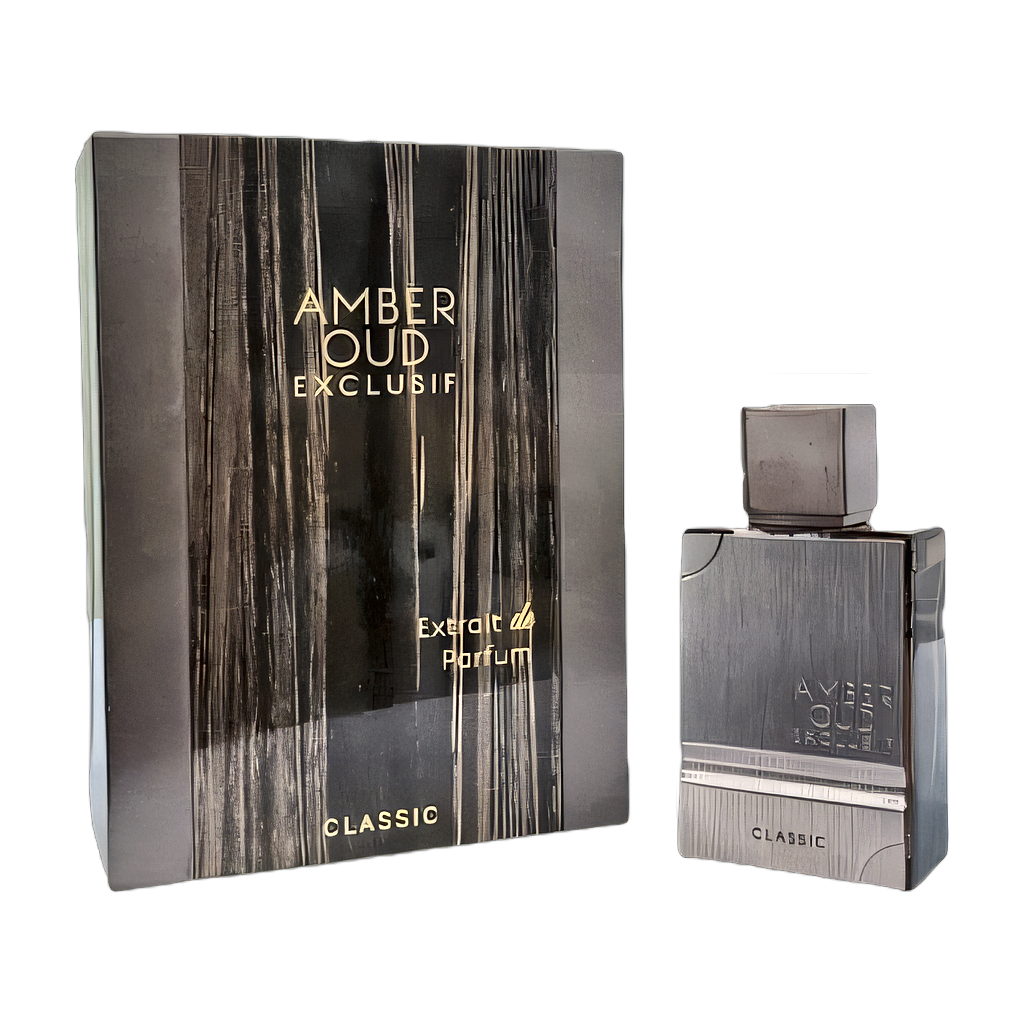 AMBER
OUD
EXCLUSIF
Extrait de
Parfum
CLASSIC
AMBER
OUD
CLASSIC